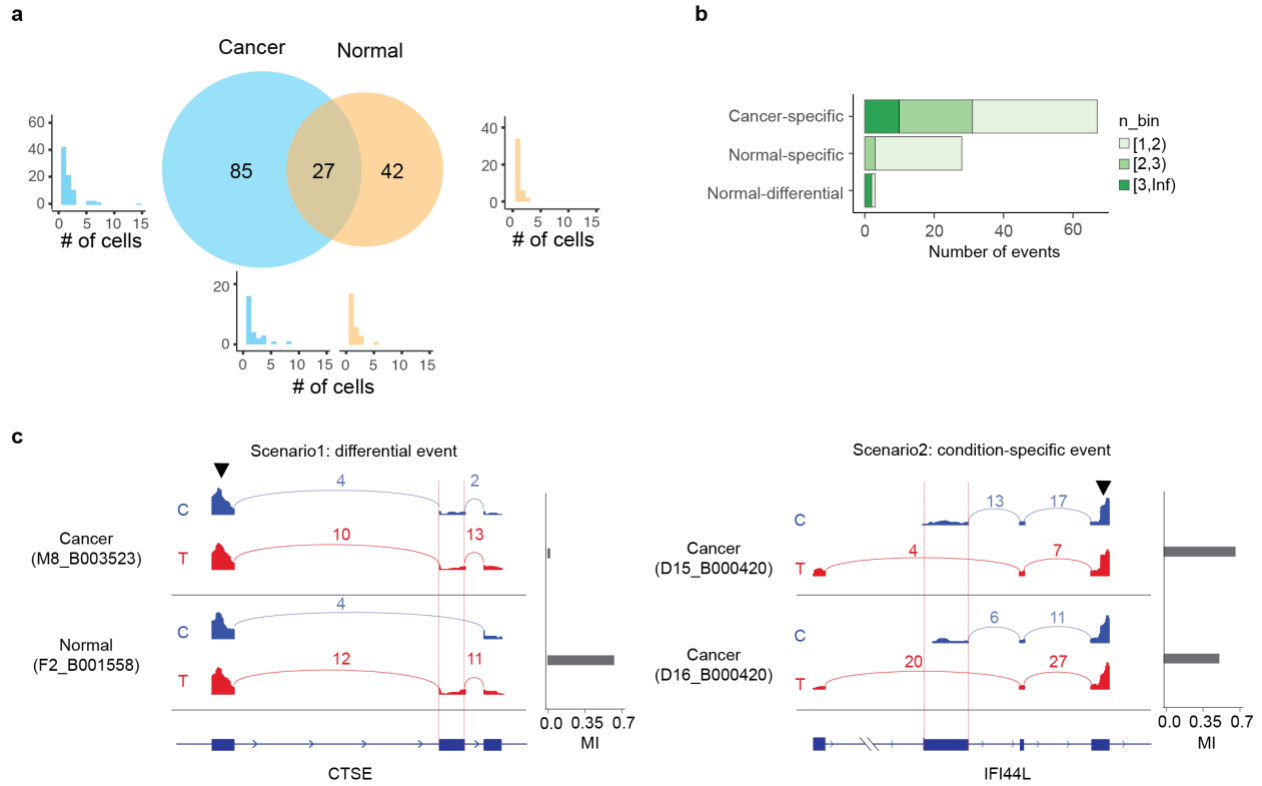 a
Cancer
Normal
85
27
42
60
40
20
0
0 5 10 15
# of cells
40
20
0
0 5 10 15
# of cells
20
0
0 5 10 15
0 5 10 15
# of cells
b
Cancer-specific
Normal-specific
Normal-differential
0 20 40 60
Number of events
n_bin
[1,2)
[2,3)
[3,Inf)
c
Scenario1: differential event
Cancer
(M8_B003523)
C
4
2
T
10
13
Normal
(F2_B001558)
C
4
T
12
11
0.0 0.35 0.7
MI
CTSE
Scenario2: condition-specific event
Cancer
(D15_B000420)
C
13
17
T
4
7
Cancer
(D16_B000420)
C
6
11
T
20
27
0.0 0.35 0.7
MI
IFI44L